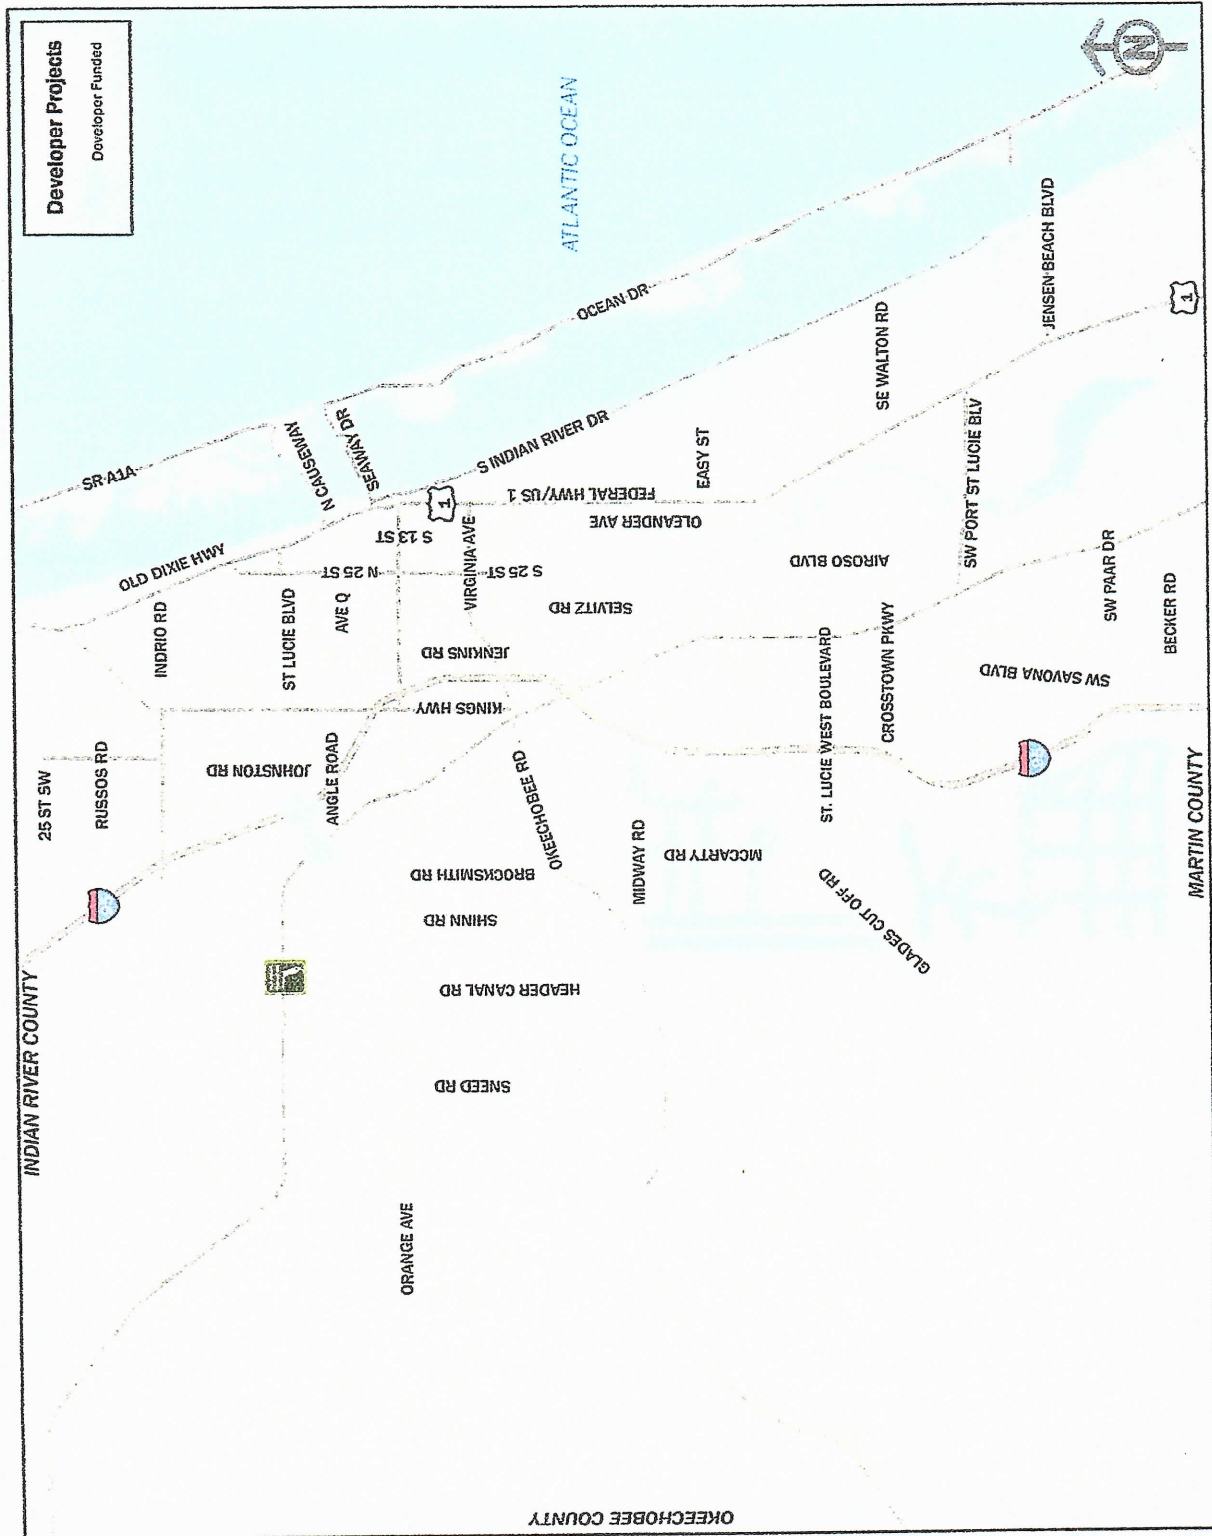 Developer Projects
Developer Funded
INDIAN RIVER COUNTY
25 ST SW
RUSSOS RD
SR A1A
INDRIO RD
OLD DIXIE HWY
JOHNSTON RD
ST LUCIE BLVD
N CAUSEWAY
ANGLE ROAD
AVE Q
N 25 ST
SEAWAY DR
S 13 ST
ORANGE AVE
KINGS HWY
JENKINS RD
1
VIRGINIA AVE
BROCKSMITH RD
SHINN RD
HEADER CANAL RD
SNEED RD
S 25 ST
OKEECHOBEE RD
S INDIAN RIVER DR
FEDERAL HWY/US 1
ATLANTIC OCEAN
SELVITZ RD
OCEAN DR
OLEANDER AVE
MIDWAY RD
OKEECHOBEE COUNTY
EASY ST
MCCARTY RD
AIROSO BLVD
ST. LUCIE WEST BOULEVARD
GLADES CUT OFF RD
SE WALTON RD
CROSSTOWN PKWY
SW PORT ST LUCIE BLV
SW SAVONA BLVD
JENSEN BEACH BLVD
SW PAAR DR
BECKER RD
1
MARTIN COUNTY
N